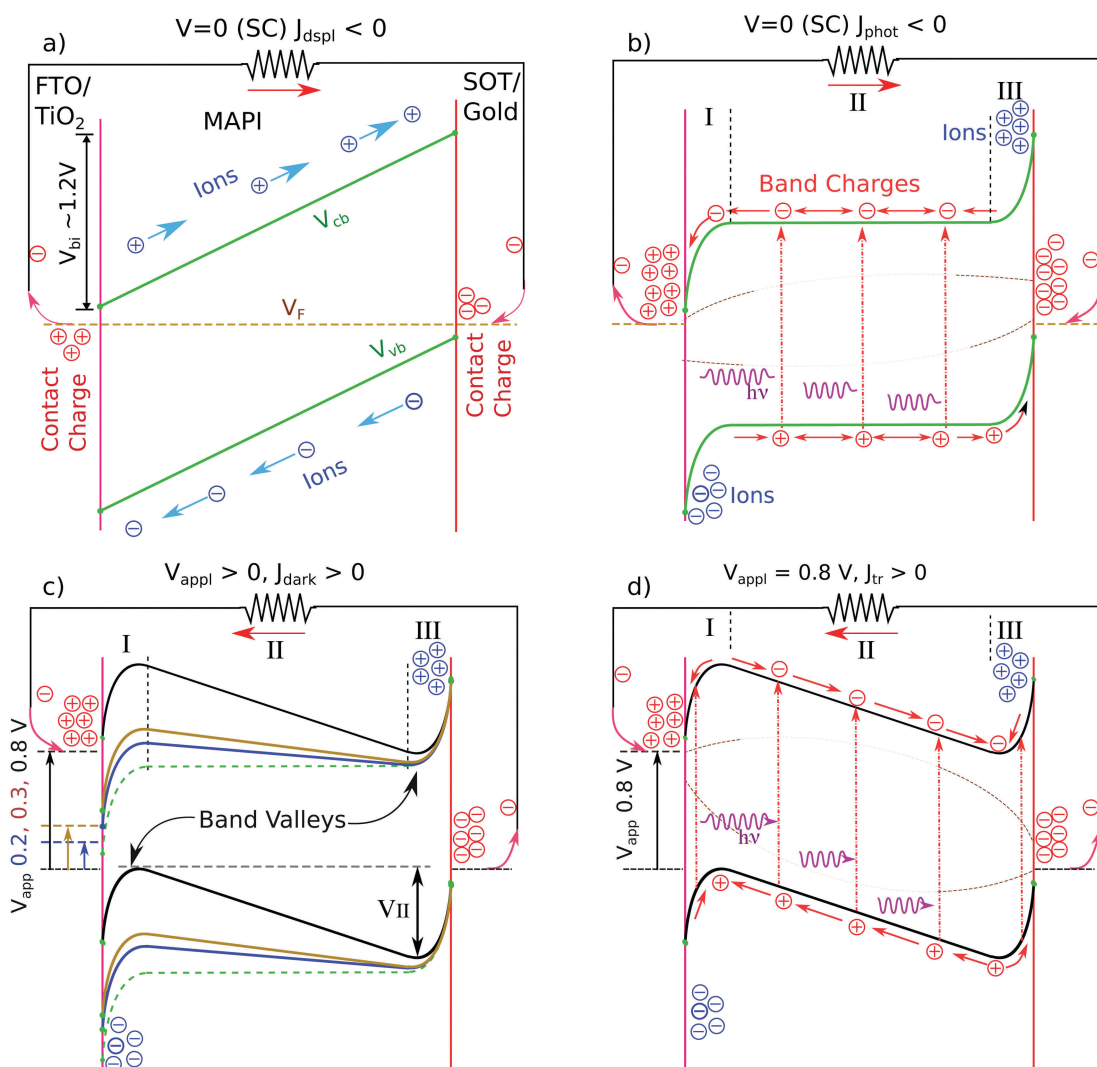 a)
V=0 (SC) J_dspl < 0
FTO/
TiO₂
MAPI
SOT/
Gold
V_bi ~1.2V
Ions
V_cb
V_F
V_vb
Contact
Charge
Contact
Charge
Ions
b)
V=0 (SC) J_phot < 0
I
II
III
Ions
Band Charges
hν
Ions
c)
V_appl > 0, J_dark > 0
I
II
III
V_app 0.2, 0.3, 0.8 V
Band Valleys
V_II
d)
V_appl = 0.8 V, J_tr > 0
I
II
III
V_app 0.8 V
hν